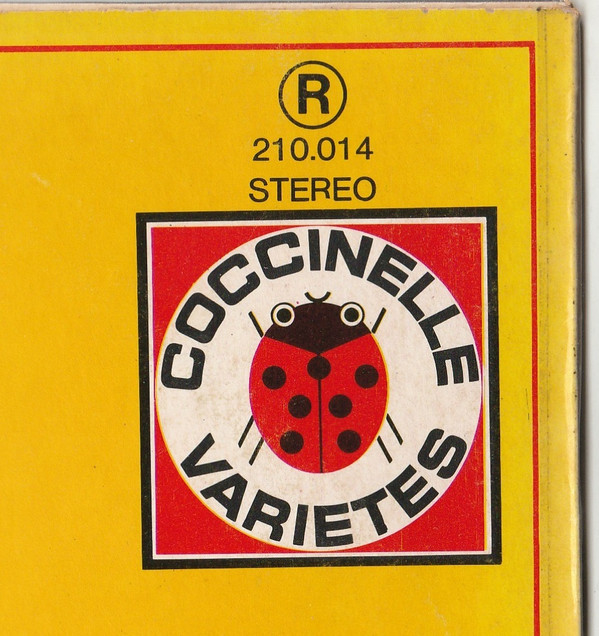 R
210.014
STEREO
COCCINELLE
VARIETES